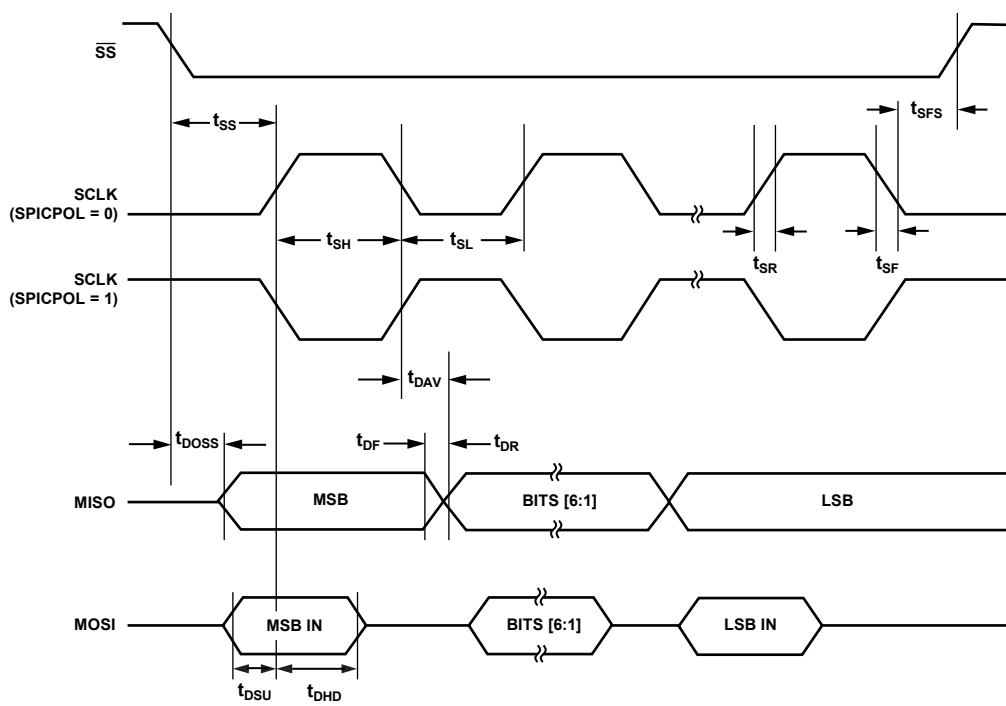 SS
tSS
tSFS
SCLK
(SPICPOL = 0)
tSH
tSL
tSR
tSF
SCLK
(SPICPOL = 1)
tDAV
tDOSS
tDF
tDR
MISO
MSB
BITS [6:1]
LSB
MOSI
MSB IN
BITS [6:1]
LSB IN
tDSU
tDHD